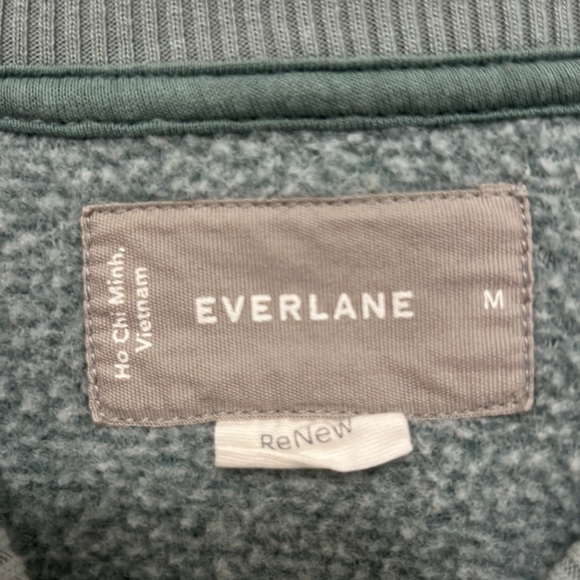 Ho Chi Minh,
Vietnam
EVERLANE
M
ReNew